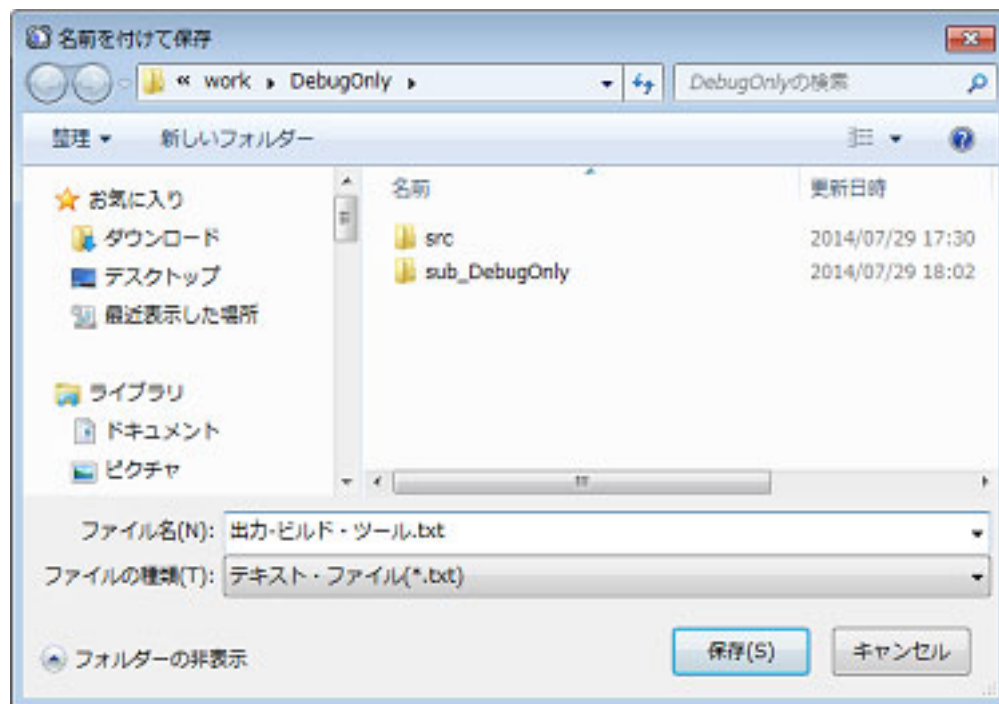 名前を付けて保存
« work ▸ DebugOnly ▸
DebugOnlyの検索
整理 新しいフォルダー
お気に入り
ダウンロード
デスクトップ
最近表示した場所
ライブラリ
ドキュメント
ピクチャ
名前 更新日時
src 2014/07/29 17:30
sub_DebugOnly 2014/07/29 18:02
ファイル名(N): 出力-ビルド・ツール.txt
ファイルの種類(T): テキスト・ファイル(*.txt)
フォルダーの非表示
保存(S) キャンセル